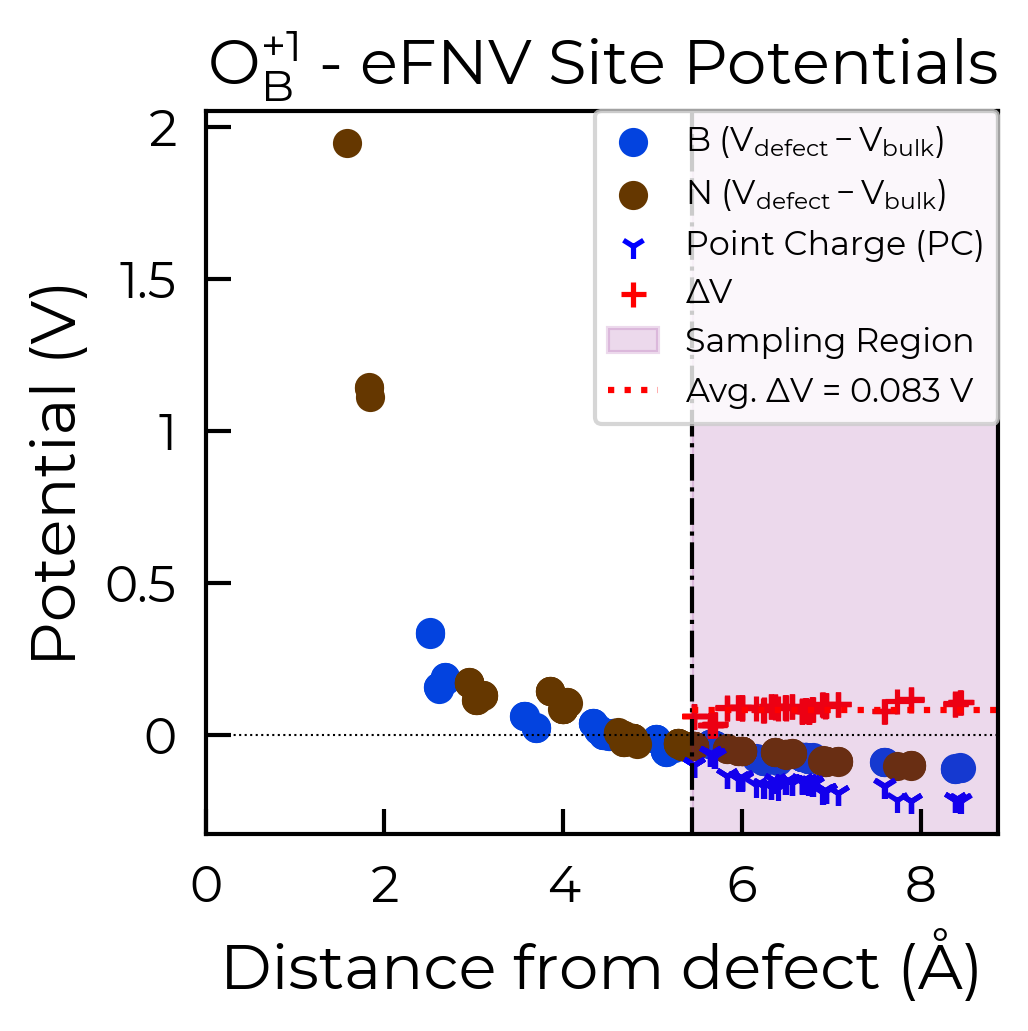 O_B^{+1} - eFNV Site Potentials
B (V_defect − V_bulk)
N (V_defect − V_bulk)
Point Charge (PC)
ΔV
Sampling Region
Avg. ΔV = 0.083 V
Potential (V)
2
1.5
1
0.5
0
0 2 4 6 8
Distance from defect (Å)